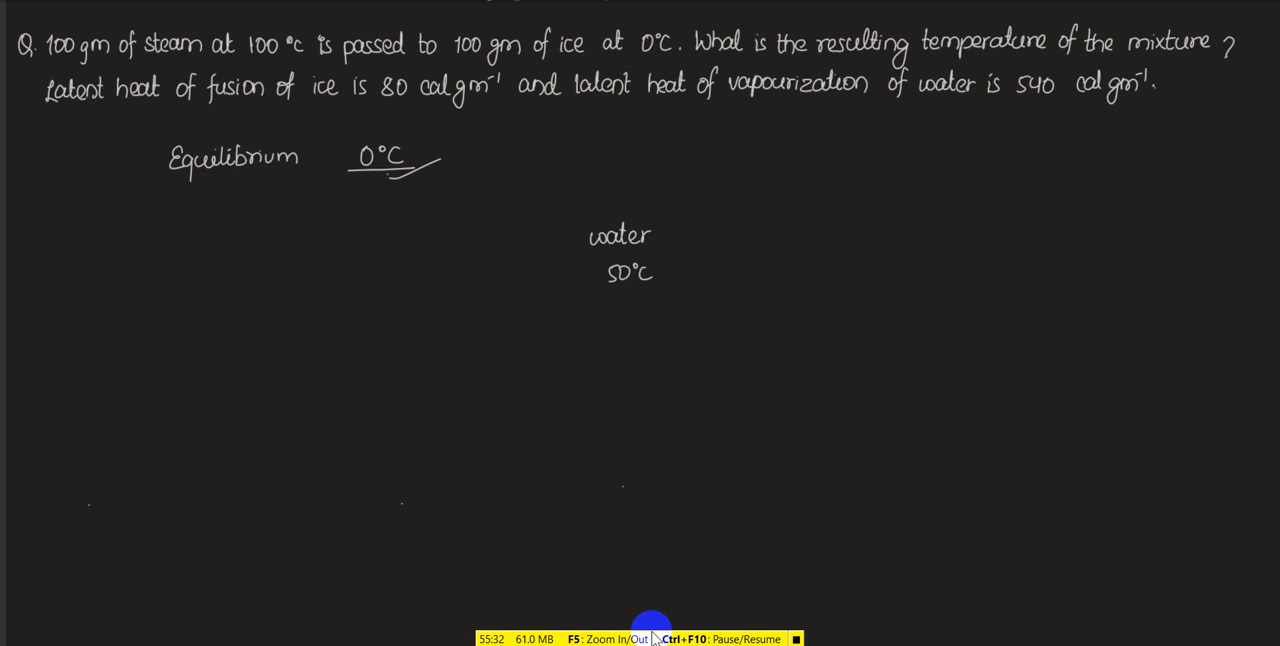 Q. 100 gm of steam at 100 °c is passed to 100 gm of ice at 0°C. What is the resulting temperature of the mixture ?
Latent heat of fusion of ice is 80 cal gm⁻¹ and latent heat of vapourization of water is 540 cal gm⁻¹.
Equilibrium 0°C
water
50°C
55:32 61.0 MB F5: Zoom In/Out Ctrl+F10: Pause/Resume